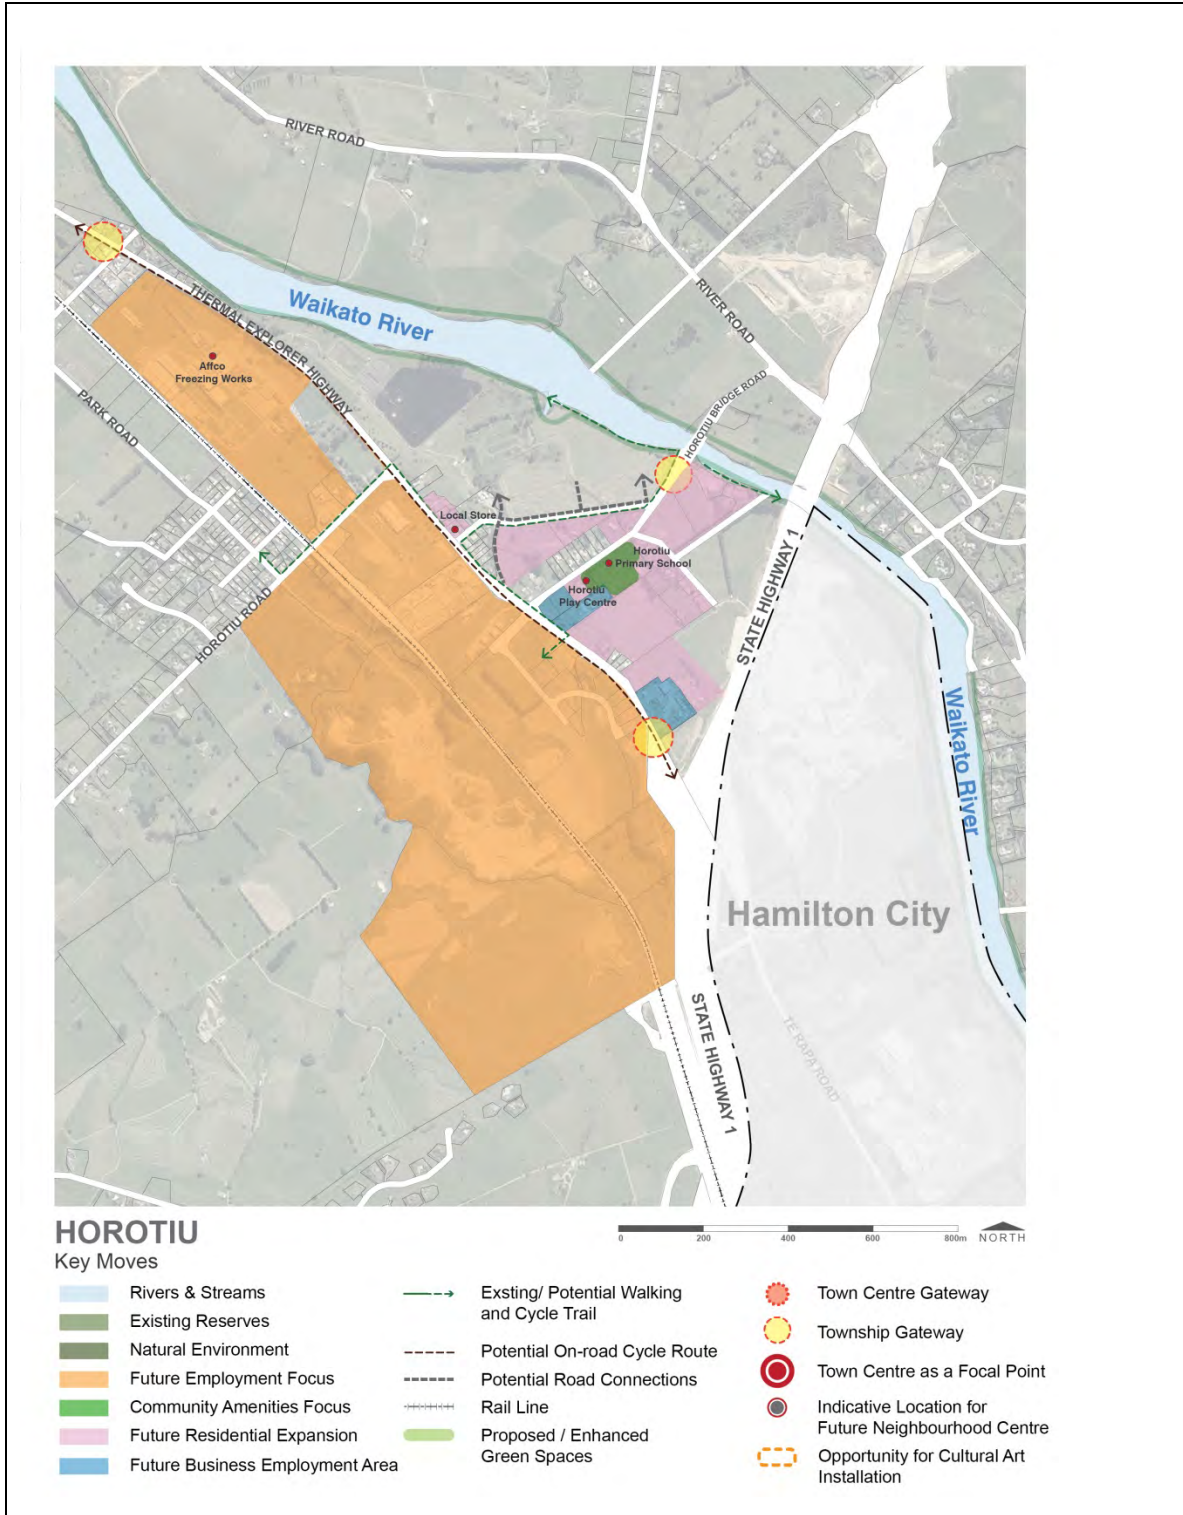 RIVER ROAD
RIVER ROAD
Waikato River
THERMAL EXPLORER HIGHWAY
Affco
Freezing Works
PARK ROAD
HOROTIU BRIDGE ROAD
Local Store
Horotiu
Primary School
Horotiu
Play Centre
HOROTIU ROAD
STATE HIGHWAY 1
Waikato River
Hamilton City
STATE HIGHWAY 1
TE RAPA ROAD
HOROTIU
Key Moves
0 200 400 600 800m
NORTH
Rivers & Streams
Existing Reserves
Natural Environment
Future Employment Focus
Community Amenities Focus
Future Residential Expansion
Future Business Employment Area
Exsting/ Potential Walking
and Cycle Trail
Potential On-road Cycle Route
Potential Road Connections
Rail Line
Proposed / Enhanced
Green Spaces
Town Centre Gateway
Township Gateway
Town Centre as a Focal Point
Indicative Location for
Future Neighbourhood Centre
Opportunity for Cultural Art
Installation